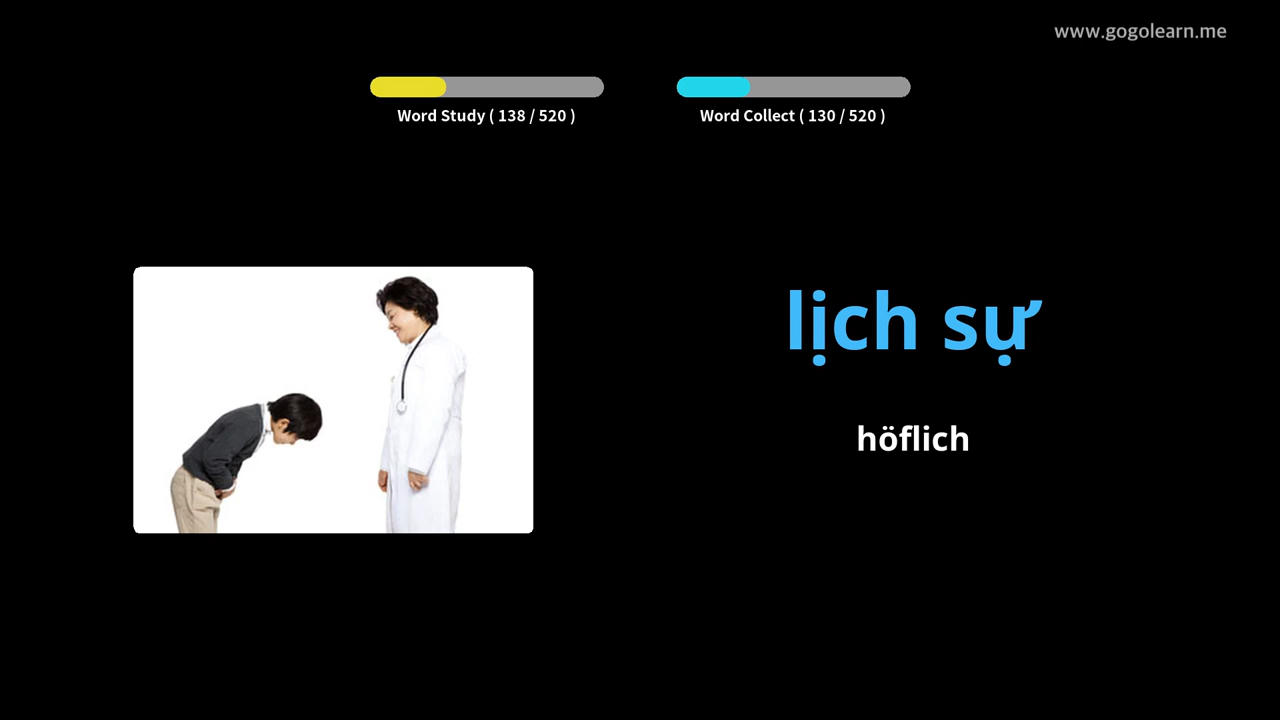 www.gogolearn.me
Word Study ( 138 / 520 )
Word Collect ( 130 / 520 )
lịch sự
höflich